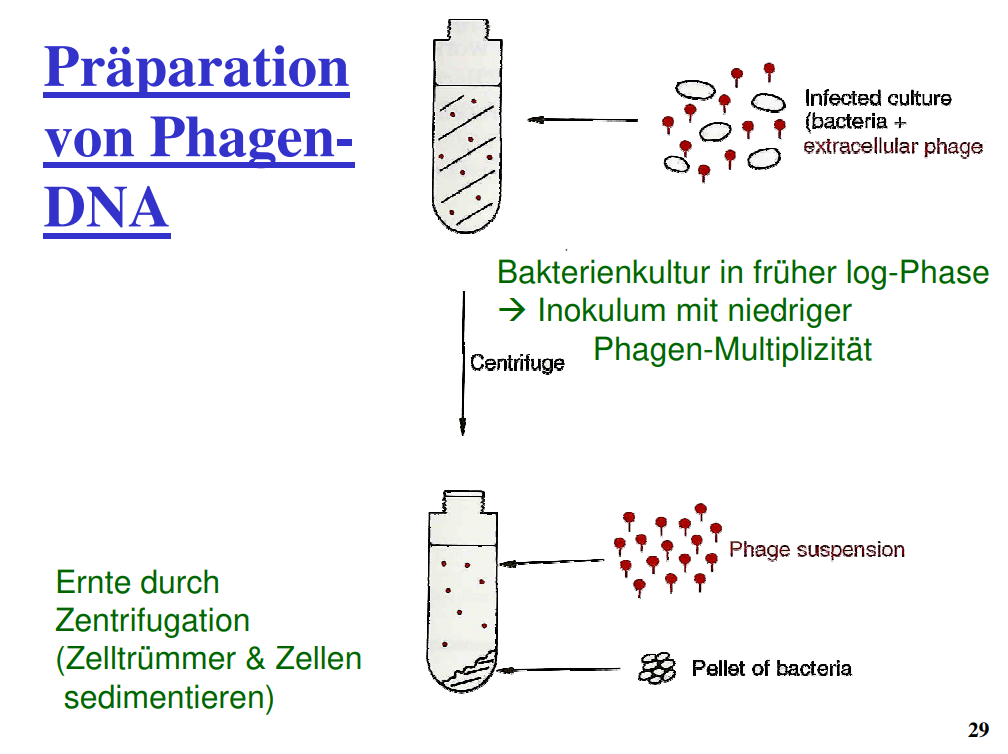 Präparation
von Phagen-
DNA
Infected culture
(bacteria +
extracellular phage
Bakterienkultur in früher log-Phase
→ Inokulum mit niedriger
Phagen-Multiplizität
Centrifuge
Phage suspension
Ernte durch
Zentrifugation
(Zelltrümmer & Zellen
sedimentieren)
Pellet of bacteria
29